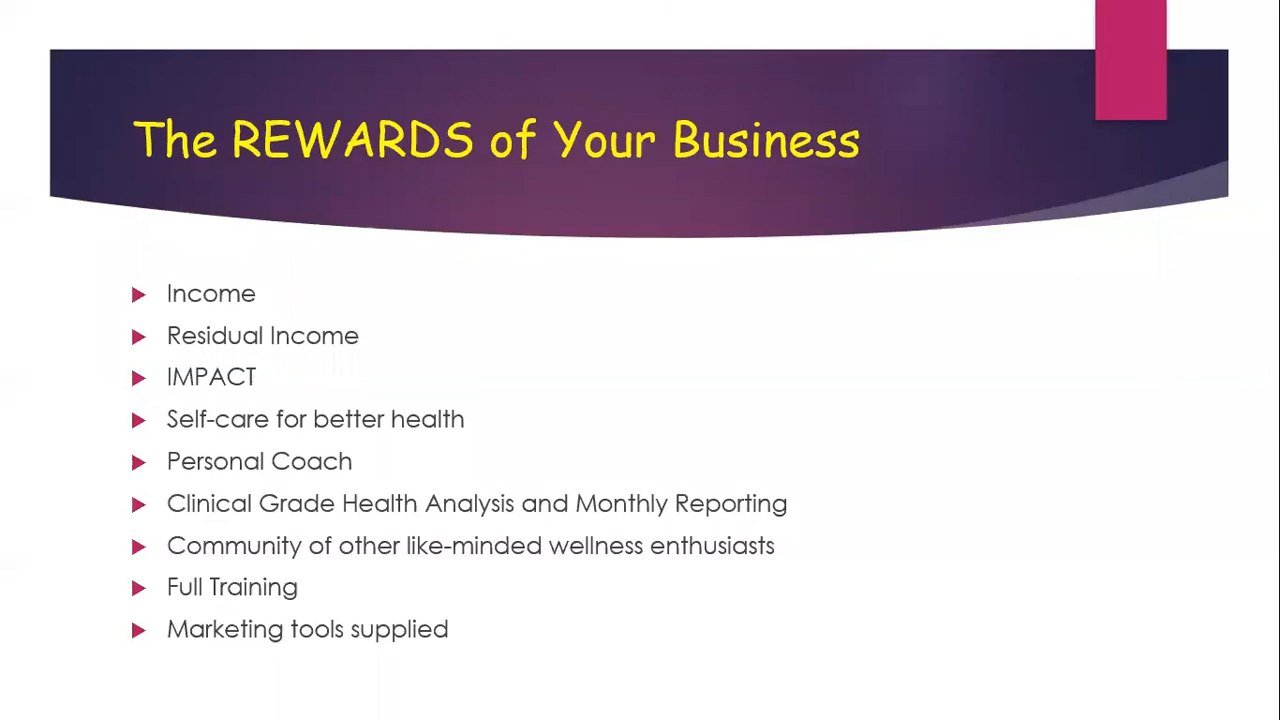 The REWARDS of Your Business
Income
Residual Income
IMPACT
Self-care for better health
Personal Coach
Clinical Grade Health Analysis and Monthly Reporting
Community of other like-minded wellness enthusiasts
Full Training
Marketing tools supplied